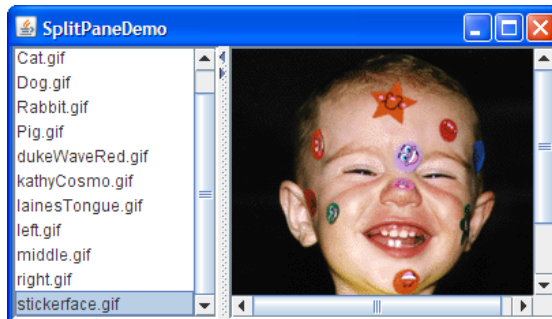 SplitPaneDemo
Cat.gif
Dog.gif
Rabbit.gif
Pig.gif
dukeWaveRed.gif
kathyCosmo.gif
lainesTongue.gif
left.gif
middle.gif
right.gif
stickerface.gif